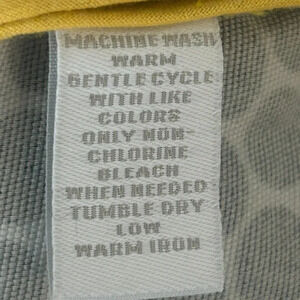 MACHINE WASH
WARM
GENTLE CYCLE
WITH LIKE
COLORS
ONLY NON-
CHLORINE
BLEACH
WHEN NEEDED
TUMBLE DRY
LOW
WARM IRON